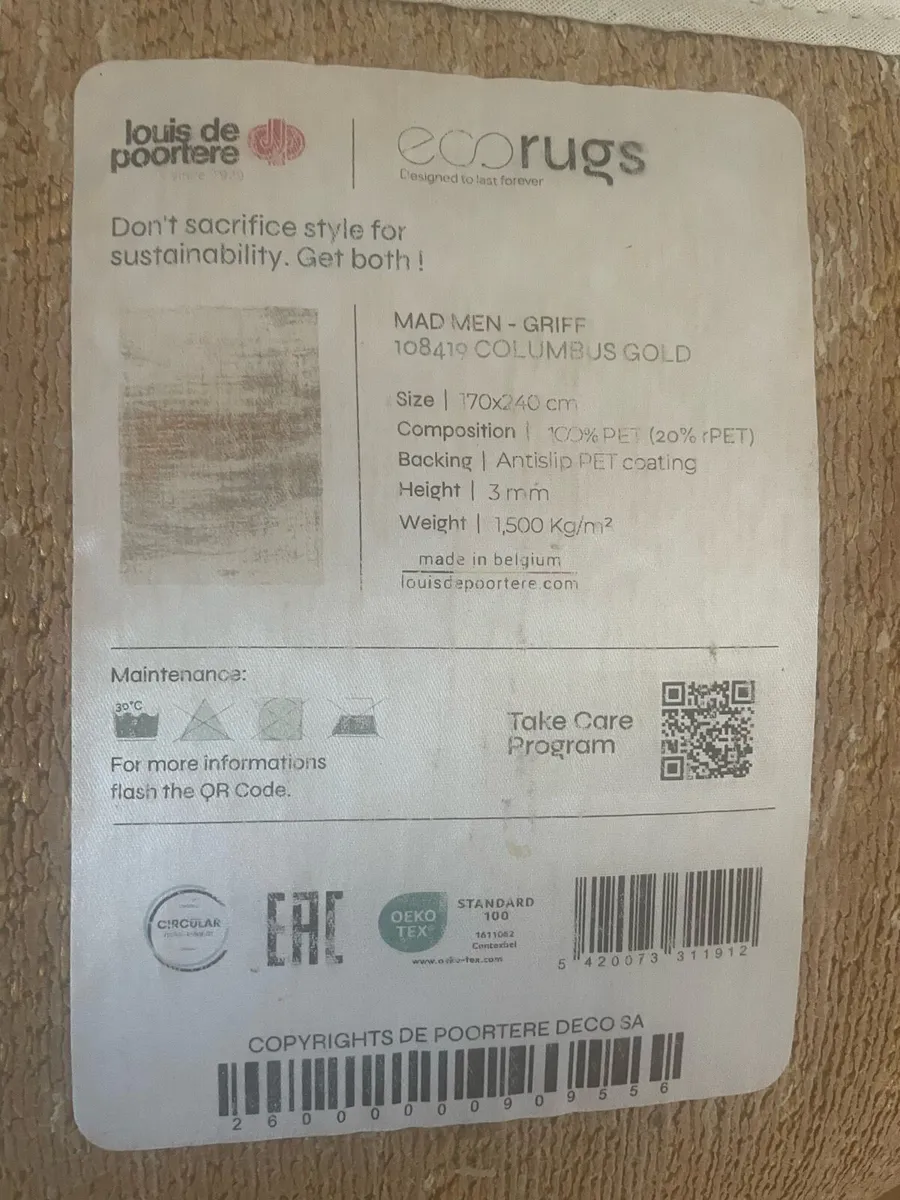 louis de
poortere
since 1929
ecorugs
Designed to last forever
Don't sacrifice style for
sustainability. Get both !
MAD MEN - GRIFF
108419 COLUMBUS GOLD
Size | 170x240 cm
Composition | 100% PET (20% rPET)
Backing | Antislip PET coating
Height | 3 mm
Weight | 1,500 Kg/m²
made in belgium
louisdepoortere.com
Maintenance:
30°C
For more informations
flash the QR Code.
Take Care
Program
CIRCULAR
EAC
OEKO
TEX®
STANDARD
100
1611062
Centexbel
www.oeko-tex.com
5 420073 311912
COPYRIGHTS DE POORTERE DECO SA
2600000909556